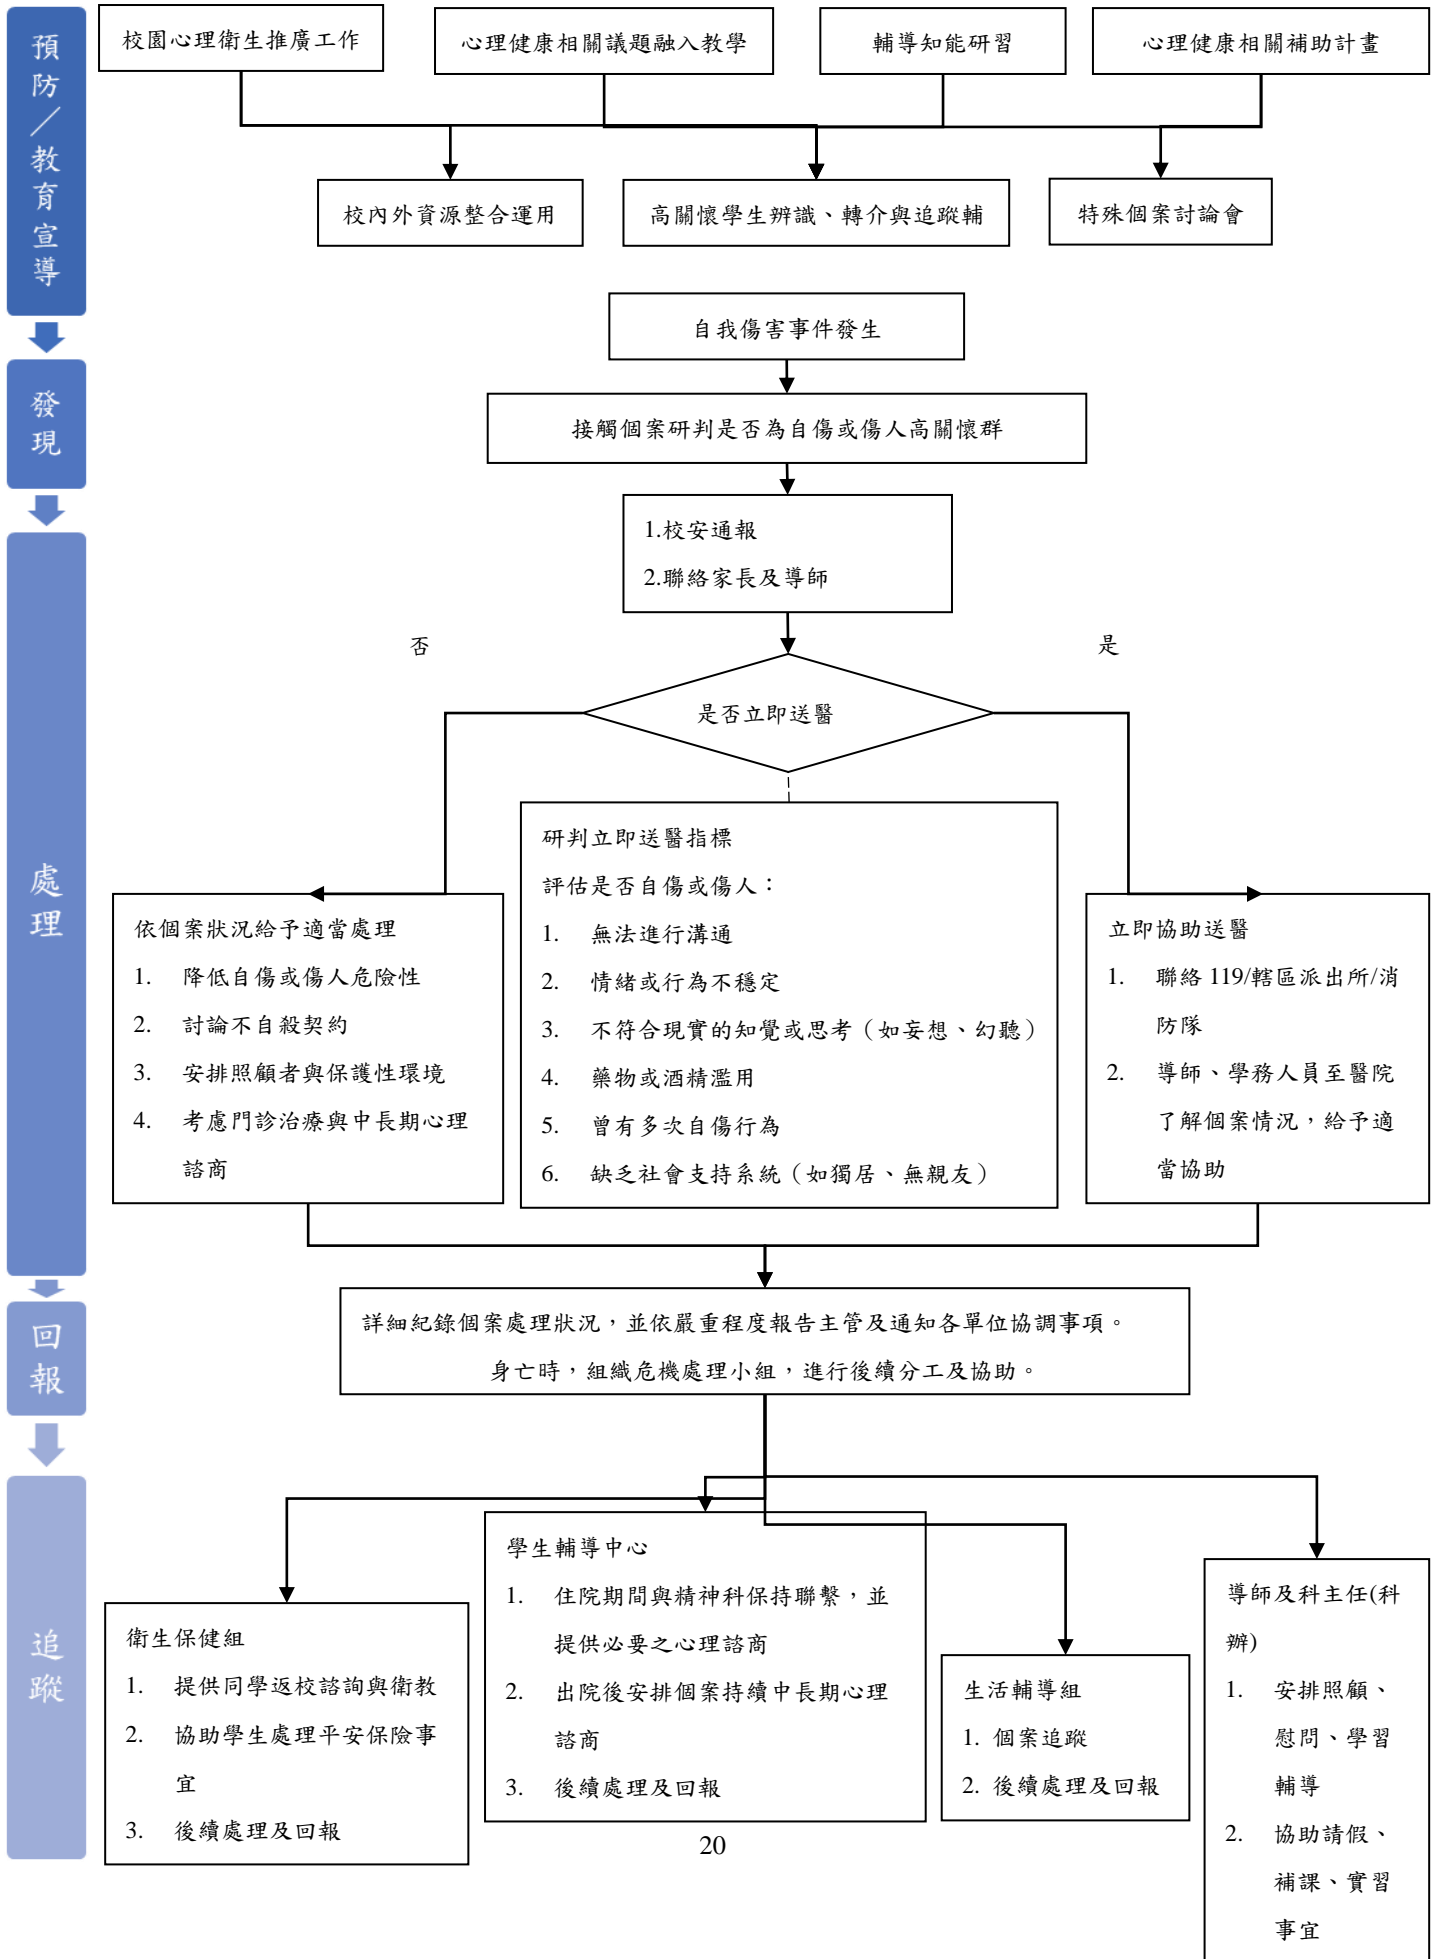 預防／教育宣導
校園心理衛生推廣工作
心理健康相關議題融入教學
輔導知能研習
心理健康相關補助計畫
校內外資源整合運用
高關懷學生辨識、轉介與追蹤輔
特殊個案討論會
自我傷害事件發生
發現
接觸個案研判是否為自傷或傷人高關懷群
1.校安通報
2.聯絡家長及導師
否
是
是否立即送醫
處理
研判立即送醫指標
評估是否自傷或傷人：
1. 無法進行溝通
2. 情緒或行為不穩定
3. 不符合現實的知覺或思考（如妄想、幻聽）
4. 藥物或酒精濫用
5. 曾有多次自傷行為
6. 缺乏社會支持系統（如獨居、無親友）
依個案狀況給予適當處理
1. 降低自傷或傷人危險性
2. 討論不自殺契約
3. 安排照顧者與保護性環境
4. 考慮門診治療與中長期心理
諮商
立即協助送醫
1. 聯絡 119/轄區派出所/消
防隊
2. 導師、學務人員至醫院
了解個案情況，給予適
當協助
回報
詳細紀錄個案處理狀況，並依嚴重程度報告主管及通知各單位協調事項。
身亡時，組織危機處理小組，進行後續分工及協助。
追蹤
衛生保健組
1. 提供同學返校諮詢與衛教
2. 協助學生處理平安保險事
宜
3. 後續處理及回報
學生輔導中心
1. 住院期間與精神科保持聯繫，並
提供必要之心理諮商
2. 出院後安排個案持續中長期心理
諮商
3. 後續處理及回報
生活輔導組
1. 個案追蹤
2. 後續處理及回報
導師及科主任(科
辦)
1. 安排照顧、
慰問、學習
輔導
2. 協助請假、
補課、實習
事宜
20